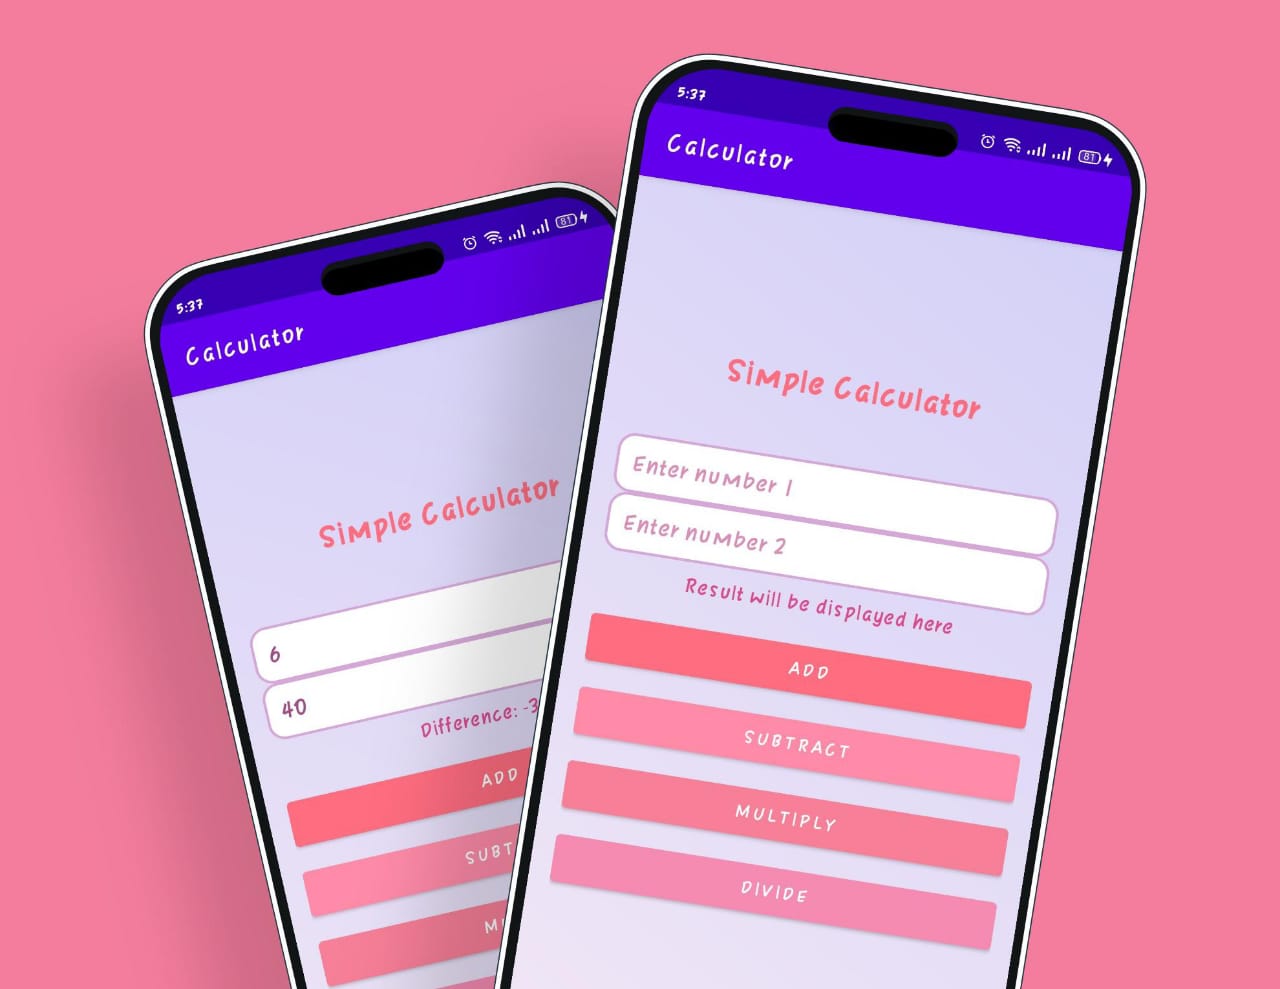 5:37
81
Calculator
Simple Calculator
6
40
Difference: -3
ADD
SUBT
5:37
81
Calculator
Simple Calculator
Enter number 1
Enter number 2
Result will be displayed here
ADD
SUBTRACT
MULTIPLY
DIVIDE